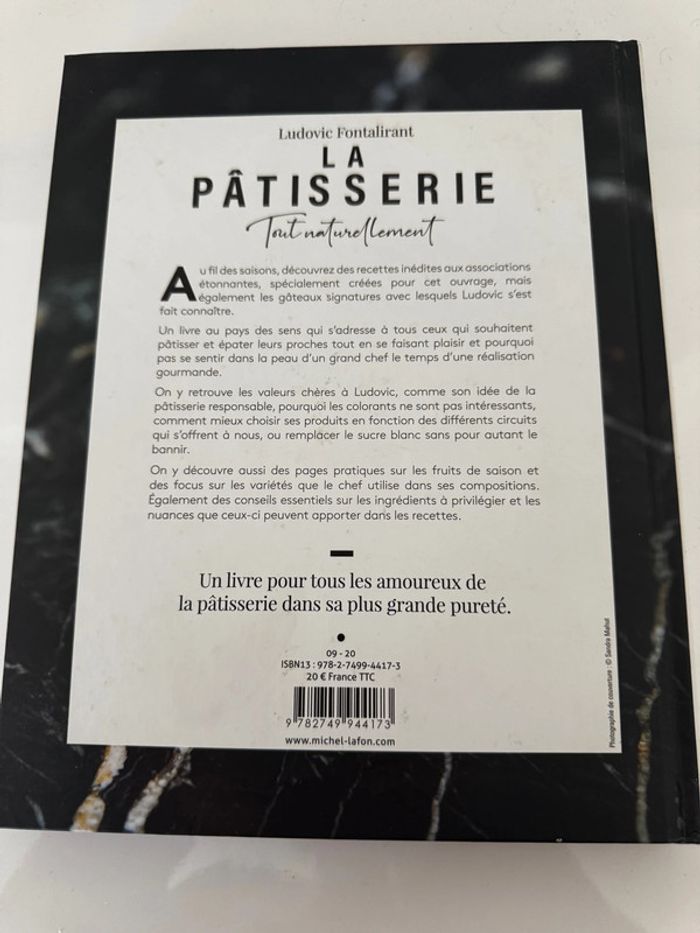 Ludovic Fontalirant
LA
PÂTISSERIE
Tout naturellement
Au fil des saisons, découvrez des recettes inédites aux associations
étonnantes, spécialement créées pour cet ouvrage, mais
également les gâteaux signatures avec lesquels Ludovic s'est
fait connaître.
Un livre au pays des sens qui s'adresse à tous ceux qui souhaitent
pâtisser et épater leurs proches tout en se faisant plaisir et pourquoi
pas se sentir dans la peau d'un grand chef le temps d'une réalisation
gourmande.
On y retrouve les valeurs chères à Ludovic, comme son idée de la
pâtisserie responsable, pourquoi les colorants ne sont pas intéressants,
comment mieux choisir ses produits en fonction des différents circuits
qui s'offrent à nous, ou remplacer le sucre blanc sans pour autant le
bannir.
On y découvre aussi des pages pratiques sur les fruits de saison et
des focus sur les variétés que le chef utilise dans ses compositions.
Également des conseils essentiels sur les ingrédients à privilégier et les
nuances que ceux-ci peuvent apporter dans les recettes.
Un livre pour tous les amoureux de
la pâtisserie dans sa plus grande pureté.
09 - 20
ISBN13 : 978-2-7499-4417-3
20 € France TTC
9 782749 944173
www.michel-lafon.com
Photographie de couverture : © Sandra Mahut